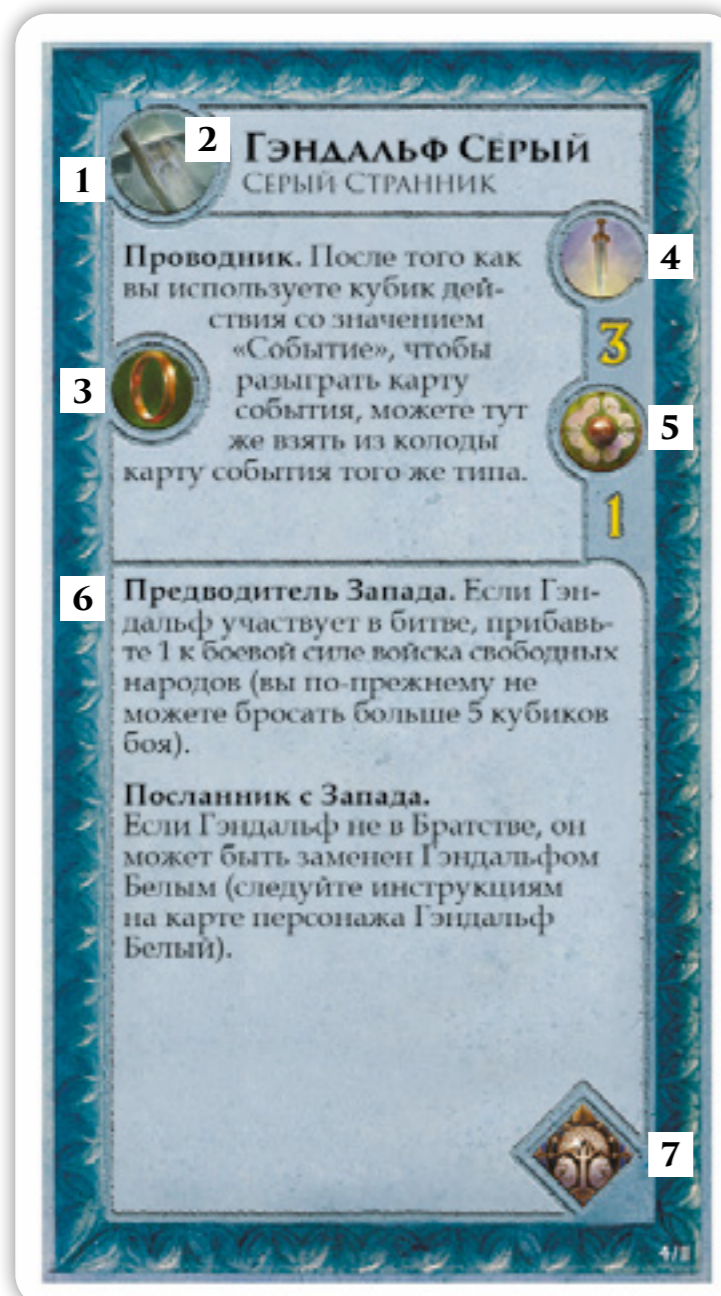 1
2
ГЭНДАЛЬФ СЕРЫЙ
СЕРЫЙ СТРАННИК
4
3
Проводник. После того как
вы используете кубик дей-
ствия со значением
«Событие», чтобы
разыграть карту
события, можете тут
же взять из колоды
карту события того же типа.
3
5
1
6
Предводитель Запада. Если Гэн-
дальф участвует в битве, прибавь-
те 1 к боевой силе войска свободных
народов (вы по-прежнему не
можете бросать больше 5 кубиков
боя).
Посланник с Запада.
Если Гэндальф не в Братстве, он
может быть заменен Гэндальфом
Белым (следуйте инструкциям
на карте персонажа Гэндальф
Белый).
7